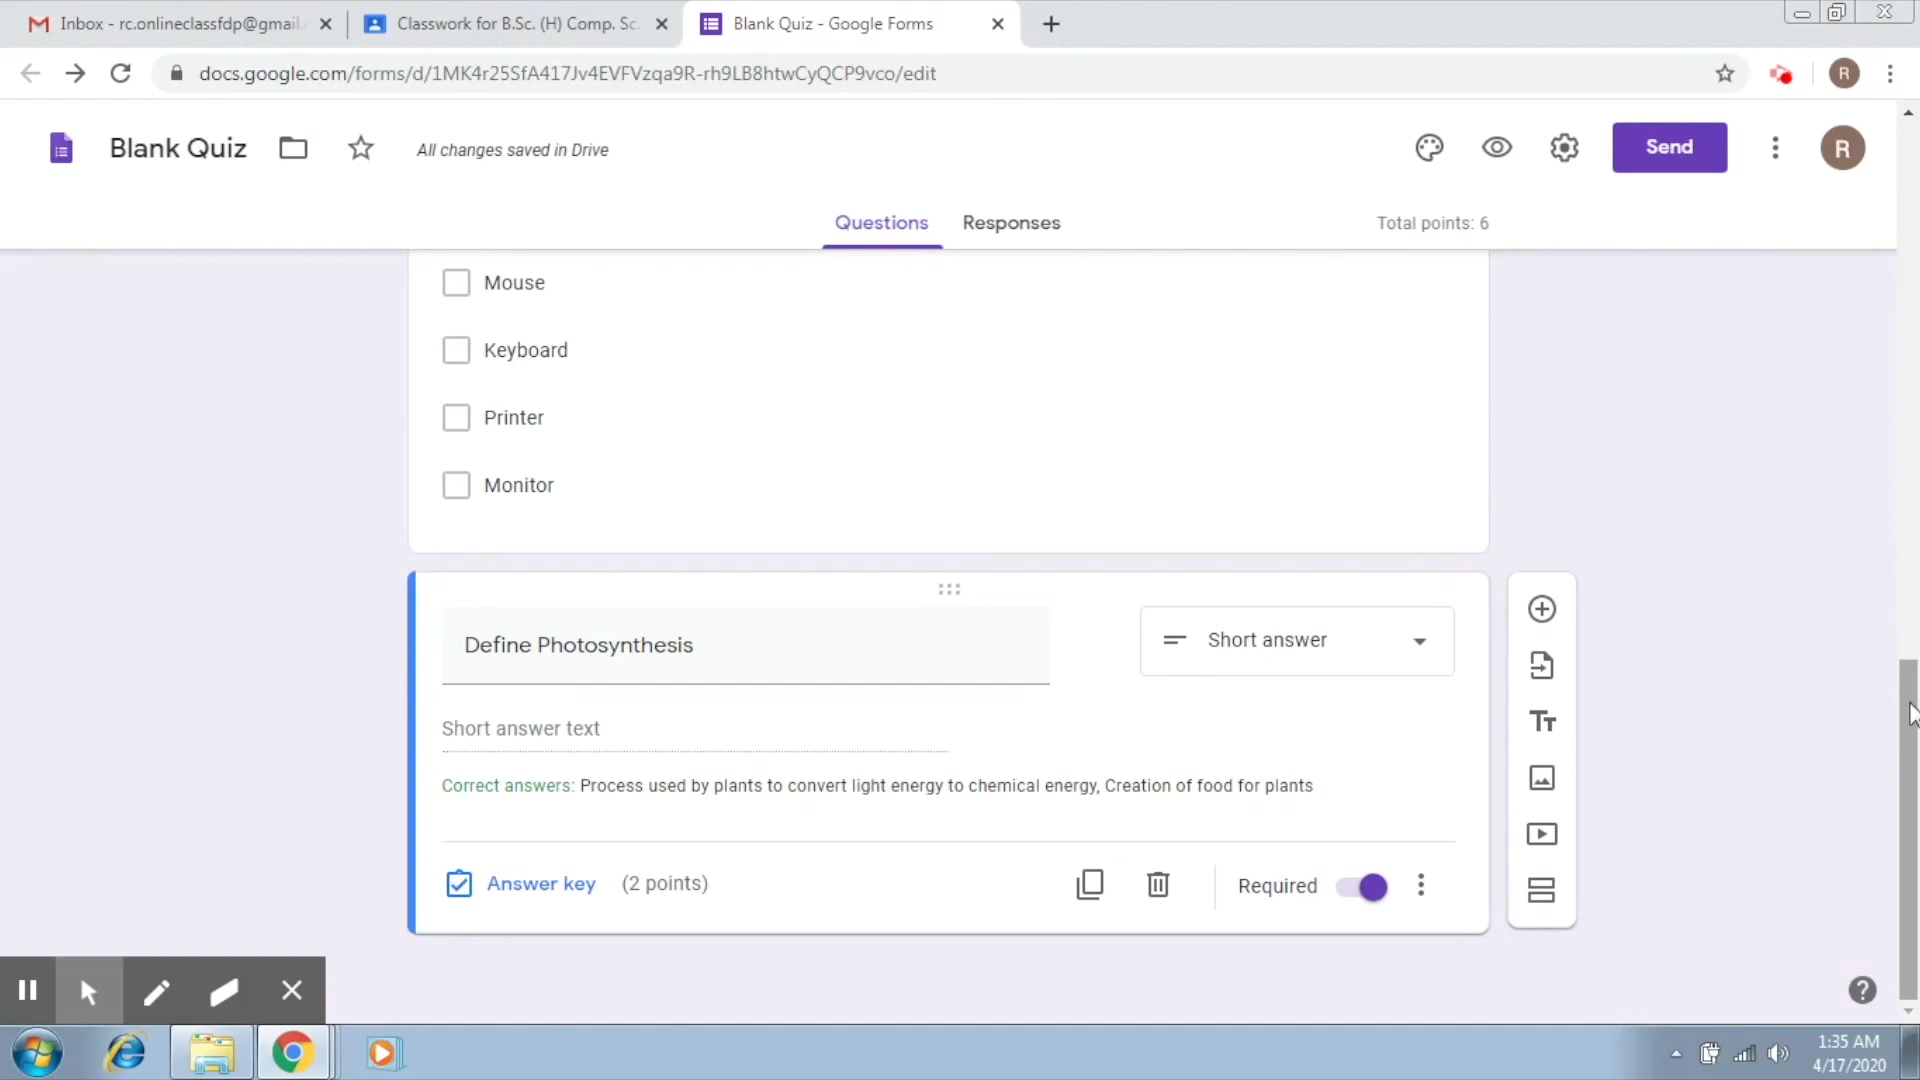 Inbox - rc.onlineclassfdp@gmail.
Classwork for B.Sc. (H) Comp. Sc.
Blank Quiz - Google Forms
docs.google.com/forms/d/1MK4r25SfA417Jv4EVFVzqa9R-rh9LB8htwCyQCP9vco/edit
R
Blank Quiz
All changes saved in Drive
Send
R
Questions
Responses
Total points: 6
Mouse
Keyboard
Printer
Monitor
Define Photosynthesis
Short answer
Tт
Short answer text
Correct answers: Process used by plants to convert light energy to chemical energy, Creation of food for plants
Answer key
(2 points)
Required
1:35 AM
4/17/2020